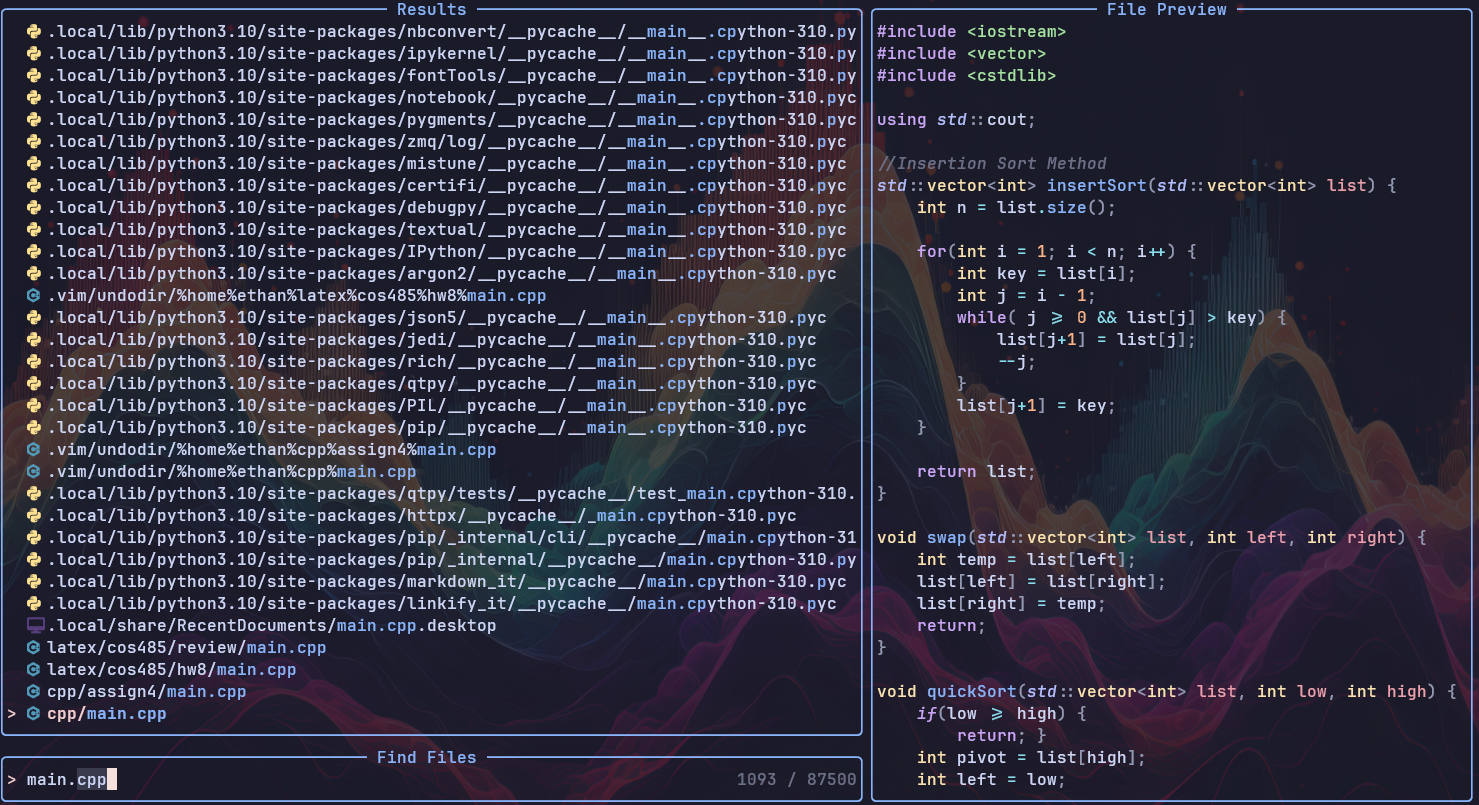 Results
.local/lib/python3.10/site-packages/nbconvert/__pycache__/__main__.cpython-310.py
.local/lib/python3.10/site-packages/ipykernel/__pycache__/__main__.cpython-310.py
.local/lib/python3.10/site-packages/fontTools/__pycache__/__main__.cpython-310.py
.local/lib/python3.10/site-packages/notebook/__pycache__/__main__.cpython-310.pyc
.local/lib/python3.10/site-packages/pygments/__pycache__/__main__.cpython-310.pyc
.local/lib/python3.10/site-packages/zmq/log/__pycache__/__main__.cpython-310.pyc
.local/lib/python3.10/site-packages/mistune/__pycache__/__main__.cpython-310.pyc
.local/lib/python3.10/site-packages/certifi/__pycache__/__main__.cpython-310.pyc
.local/lib/python3.10/site-packages/debugpy/__pycache__/__main__.cpython-310.pyc
.local/lib/python3.10/site-packages/textual/__pycache__/__main__.cpython-310.pyc
.local/lib/python3.10/site-packages/IPython/__pycache__/__main__.cpython-310.pyc
.local/lib/python3.10/site-packages/argon2/__pycache__/__main__.cpython-310.pyc
.vim/undodir/%home%ethan%latex%cos485%hw8%main.cpp
.local/lib/python3.10/site-packages/json5/__pycache__/__main__.cpython-310.pyc
.local/lib/python3.10/site-packages/jedi/__pycache__/__main__.cpython-310.pyc
.local/lib/python3.10/site-packages/rich/__pycache__/__main__.cpython-310.pyc
.local/lib/python3.10/site-packages/qtpy/__pycache__/__main__.cpython-310.pyc
.local/lib/python3.10/site-packages/PIL/__pycache__/__main__.cpython-310.pyc
.local/lib/python3.10/site-packages/pip/__pycache__/__main__.cpython-310.pyc
.vim/undodir/%home%ethan%cpp%assign4%main.cpp
.vim/undodir/%home%ethan%cpp%main.cpp
.local/lib/python3.10/site-packages/qtpy/tests/__pycache__/test_main.cpython-310.
.local/lib/python3.10/site-packages/httpx/__pycache__/_main.cpython-310.pyc
.local/lib/python3.10/site-packages/pip/_internal/cli/__pycache__/main.cpython-31
.local/lib/python3.10/site-packages/pip/_internal/__pycache__/main.cpython-310.py
.local/lib/python3.10/site-packages/markdown_it/__pycache__/main.cpython-310.pyc
.local/lib/python3.10/site-packages/linkify_it/__pycache__/main.cpython-310.pyc
.local/share/RecentDocuments/main.cpp.desktop
latex/cos485/review/main.cpp
latex/cos485/hw8/main.cpp
cpp/assign4/main.cpp
> cpp/main.cpp
Find Files
> main.cpp 1093 / 87500
File Preview
#include <iostream>
#include <vector>
#include <cstdlib>
using std::cout;
//Insertion Sort Method
std::vector<int> insertSort(std::vector<int> list) {
int n = list.size();
for(int i = 1; i < n; i++) {
int key = list[i];
int j = i - 1;
while( j >= 0 && list[j] > key) {
list[j+1] = list[j];
--j;
}
list[j+1] = key;
}
return list;
}
void swap(std::vector<int> list, int left, int right) {
int temp = list[left];
list[left] = list[right];
list[right] = temp;
return;
}
void quickSort(std::vector<int> list, int low, int high) {
if(low >= high) {
return; }
int pivot = list[high];
int left = low;